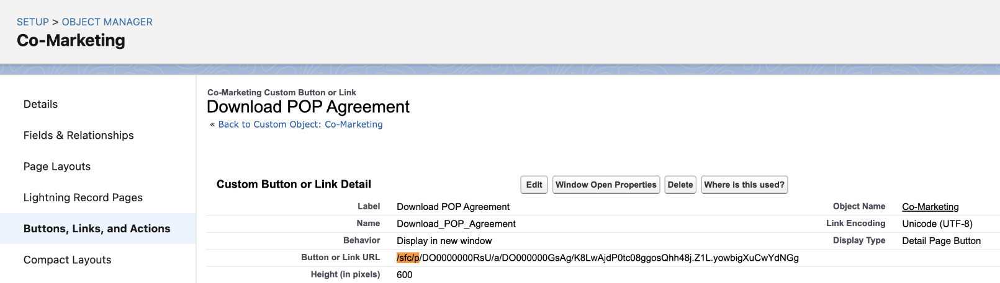 SETUP > OBJECT MANAGER
Co-Marketing
Details
Fields & Relationships
Page Layouts
Lightning Record Pages
Buttons, Links, and Actions
Compact Layouts
Co-Marketing Custom Button or Link
Download POP Agreement
« Back to Custom Object: Co-Marketing
Custom Button or Link Detail Edit Window Open Properties Delete Where is this used?
Label Download POP Agreement Object Name Co-Marketing
Name Download_POP_Agreement Link Encoding Unicode (UTF-8)
Behavior Display in new window Display Type Detail Page Button
Button or Link URL /sfc/p/DO0000000RsU/a/DO000000GsAg/K8LwAjdP0tc08ggosQhh48j.Z1L.yowbigXuCwYdNGg
Height (in pixels) 600